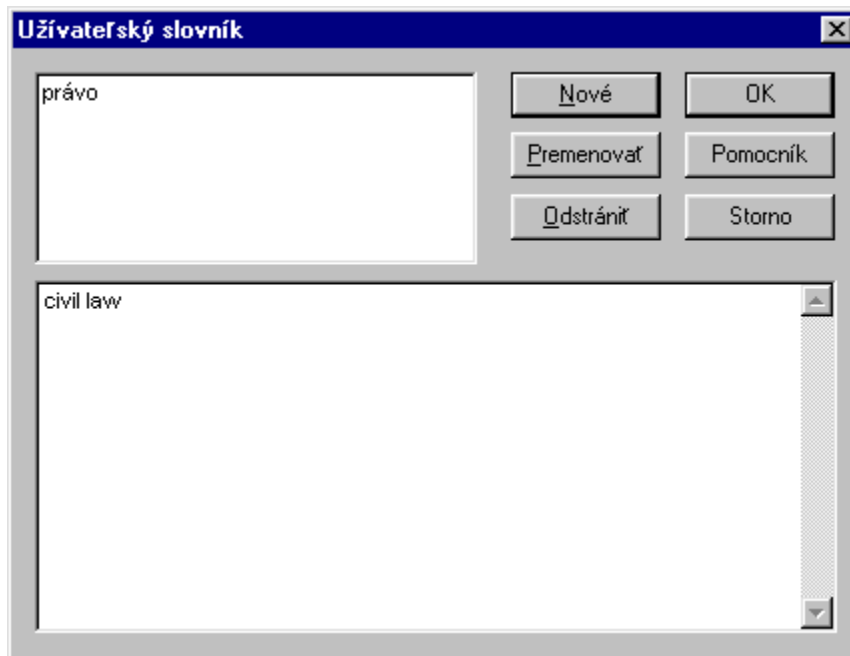 Užívateľský slovník
právo
Nové
OK
Premenovať
Pomocník
Odstrániť
Storno
civil law